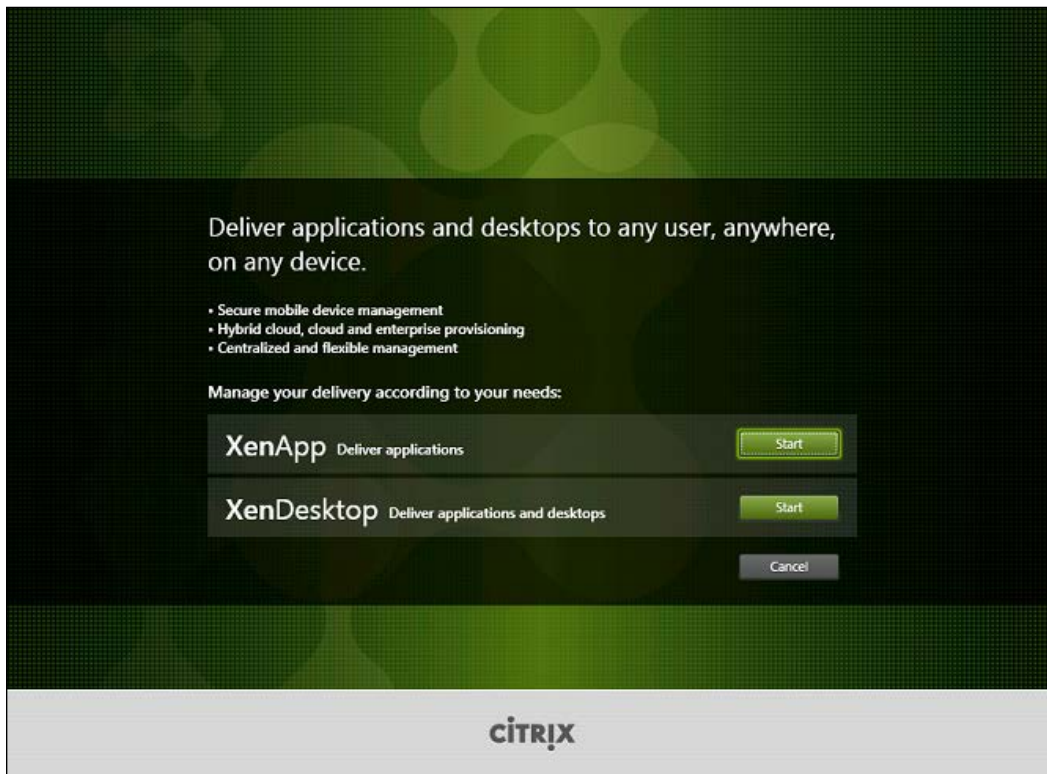 Deliver applications and desktops to any user, anywhere,
on any device.
• Secure mobile device management
• Hybrid cloud, cloud and enterprise provisioning
• Centralized and flexible management
Manage your delivery according to your needs:
XenApp Deliver applications Start
XenDesktop Deliver applications and desktops Start
Cancel
CİTRIX